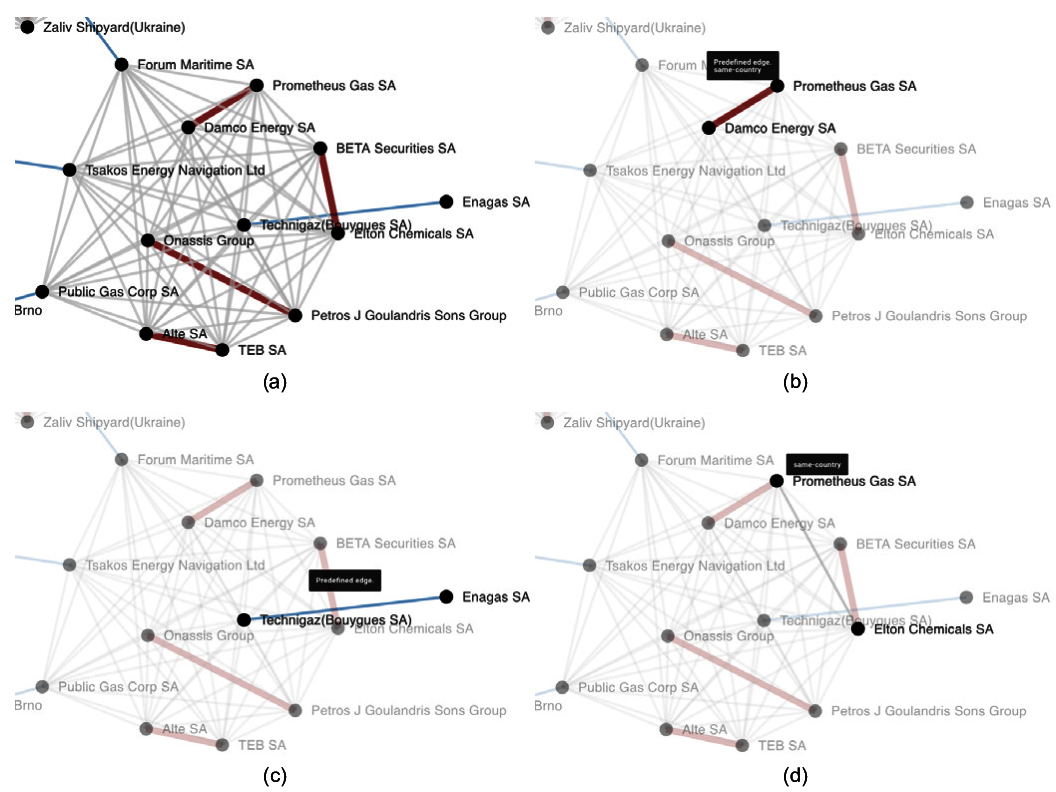 Zaliv Shipyard(Ukraine)
Forum Maritime SA
Prometheus Gas SA
Damco Energy SA
BETA Securities SA
Tsakos Energy Navigation Ltd
Enagas SA
Technigaz(Bouygues SA)
Elton Chemicals SA
Onassis Group
Public Gas Corp SA
Brno
Petros J Goulandris Sons Group
Alte SA
TEB SA
(a)
Zaliv Shipyard(Ukraine)
Forum M
Predefined edge.
same-country
Prometheus Gas SA
Damco Energy SA
BETA Securities SA
Tsakos Energy Navigation Ltd
Enagas SA
Technigaz(Bouygues SA)
Elton Chemicals SA
Onassis Group
Public Gas Corp SA
Brno
Petros J Goulandris Sons Group
Alte SA
TEB SA
(b)
Zaliv Shipyard(Ukraine)
Forum Maritime SA
Prometheus Gas SA
Damco Energy SA
BETA Securities SA
Tsakos Energy Navigation Ltd
Predefined edge.
Enagas SA
Technigaz(Bouygues SA)
Elton Chemicals SA
Onassis Group
Public Gas Corp SA
Brno
Petros J Goulandris Sons Group
Alte SA
TEB SA
(c)
Zaliv Shipyard(Ukraine)
Forum Maritime SA
same-country
Prometheus Gas SA
Damco Energy SA
BETA Securities SA
Tsakos Energy Navigation Ltd
Enagas SA
Technigaz(Bouygues SA)
Elton Chemicals SA
Onassis Group
Public Gas Corp SA
Brno
Petros J Goulandris Sons Group
Alte SA
TEB SA
(d)